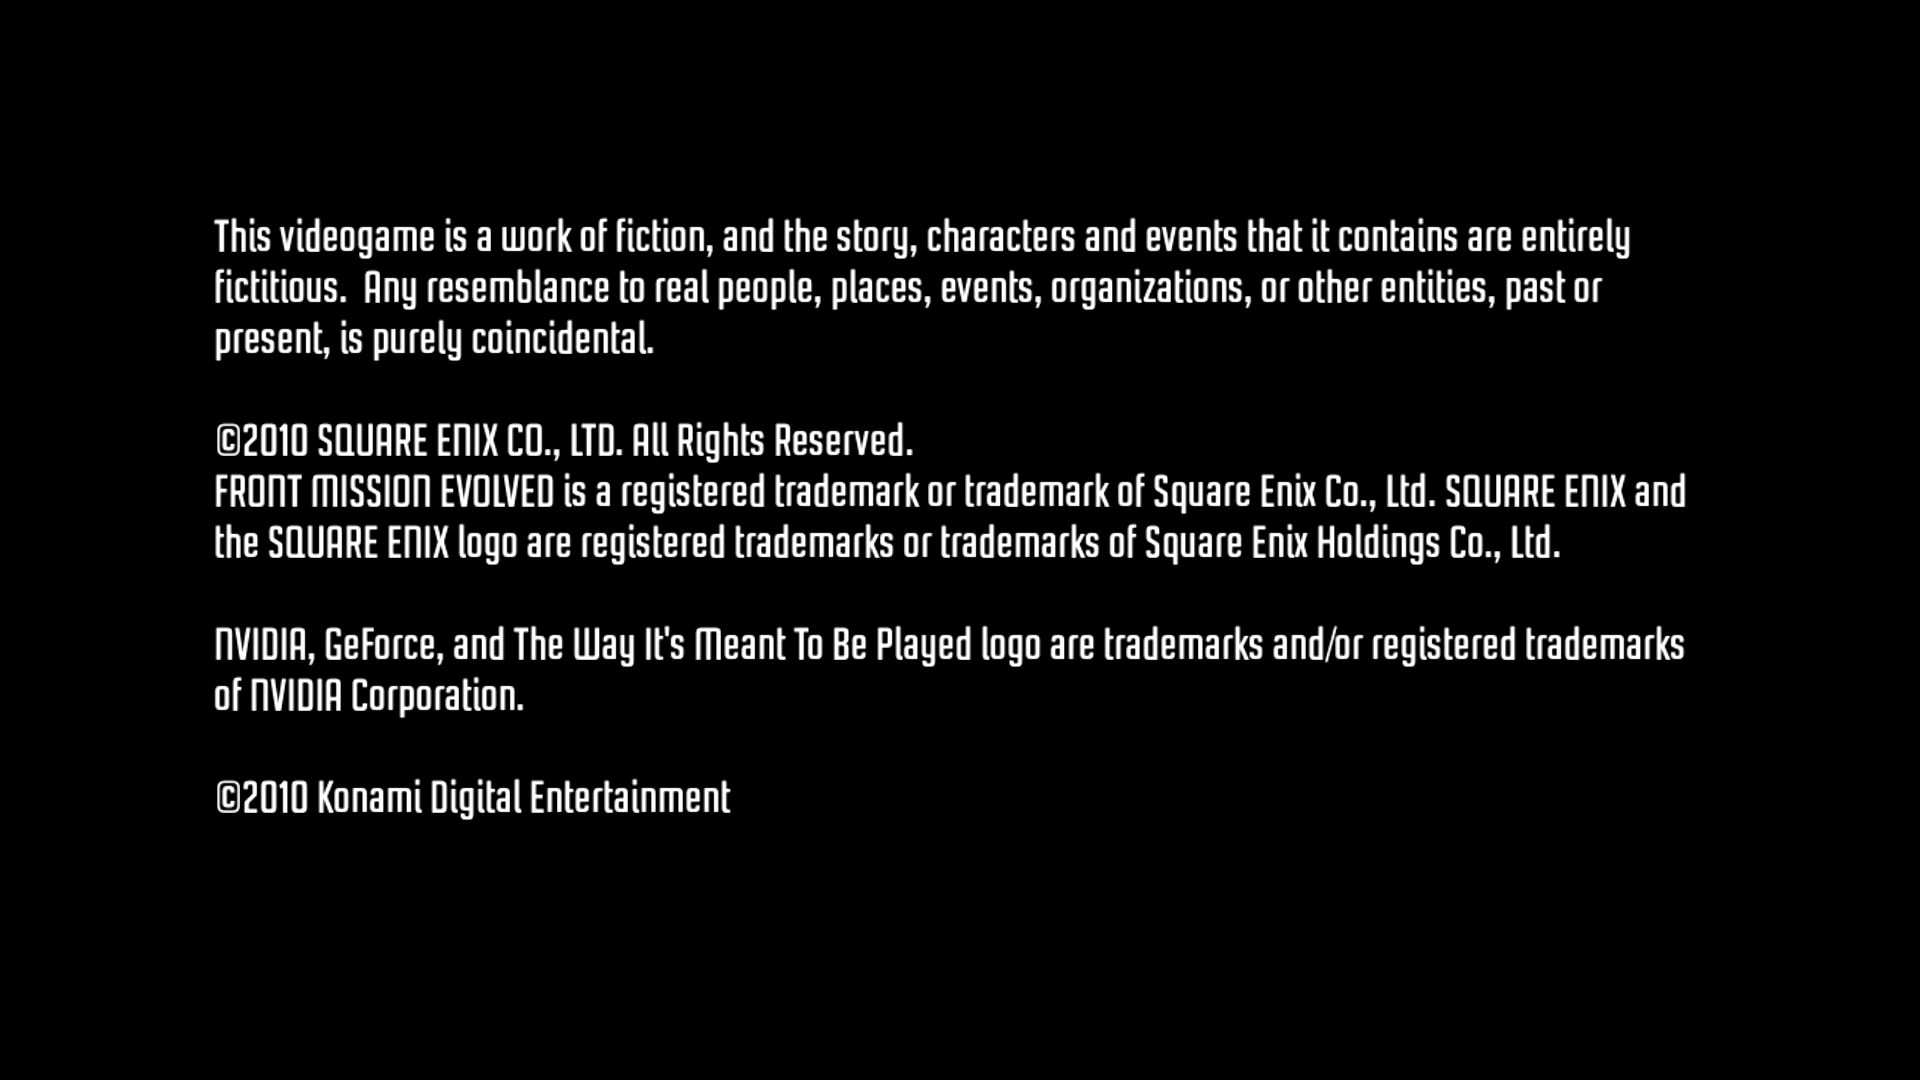 This videogame is a work of fiction, and the story, characters and events that it contains are entirely
fictitious.  Any resemblance to real people, places, events, organizations, or other entities, past or
present, is purely coincidental.
©2010 SQUARE ENIX CO., LTD. All Rights Reserved.
FRONT MISSION EVOLVED is a registered trademark or trademark of Square Enix Co., Ltd. SQUARE ENIX and
the SQUARE ENIX logo are registered trademarks or trademarks of Square Enix Holdings Co., Ltd.
NVIDIA, GeForce, and The Way It's Meant To Be Played logo are trademarks and/or registered trademarks
of NVIDIA Corporation.
©2010 Konami Digital Entertainment